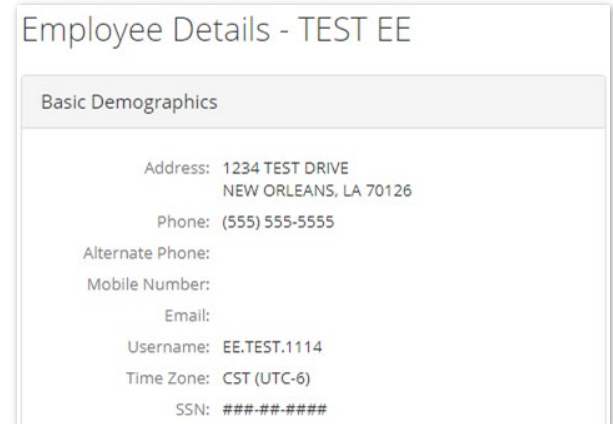 Employee Details - TEST EE
Basic Demographics
Address: 1234 TEST DRIVE
NEW ORLEANS, LA 70126
Phone: (555) 555-5555
Alternate Phone:
Mobile Number:
Email:
Username: EE.TEST.1114
Time Zone: CST (UTC-6)
SSN: ###-##-####